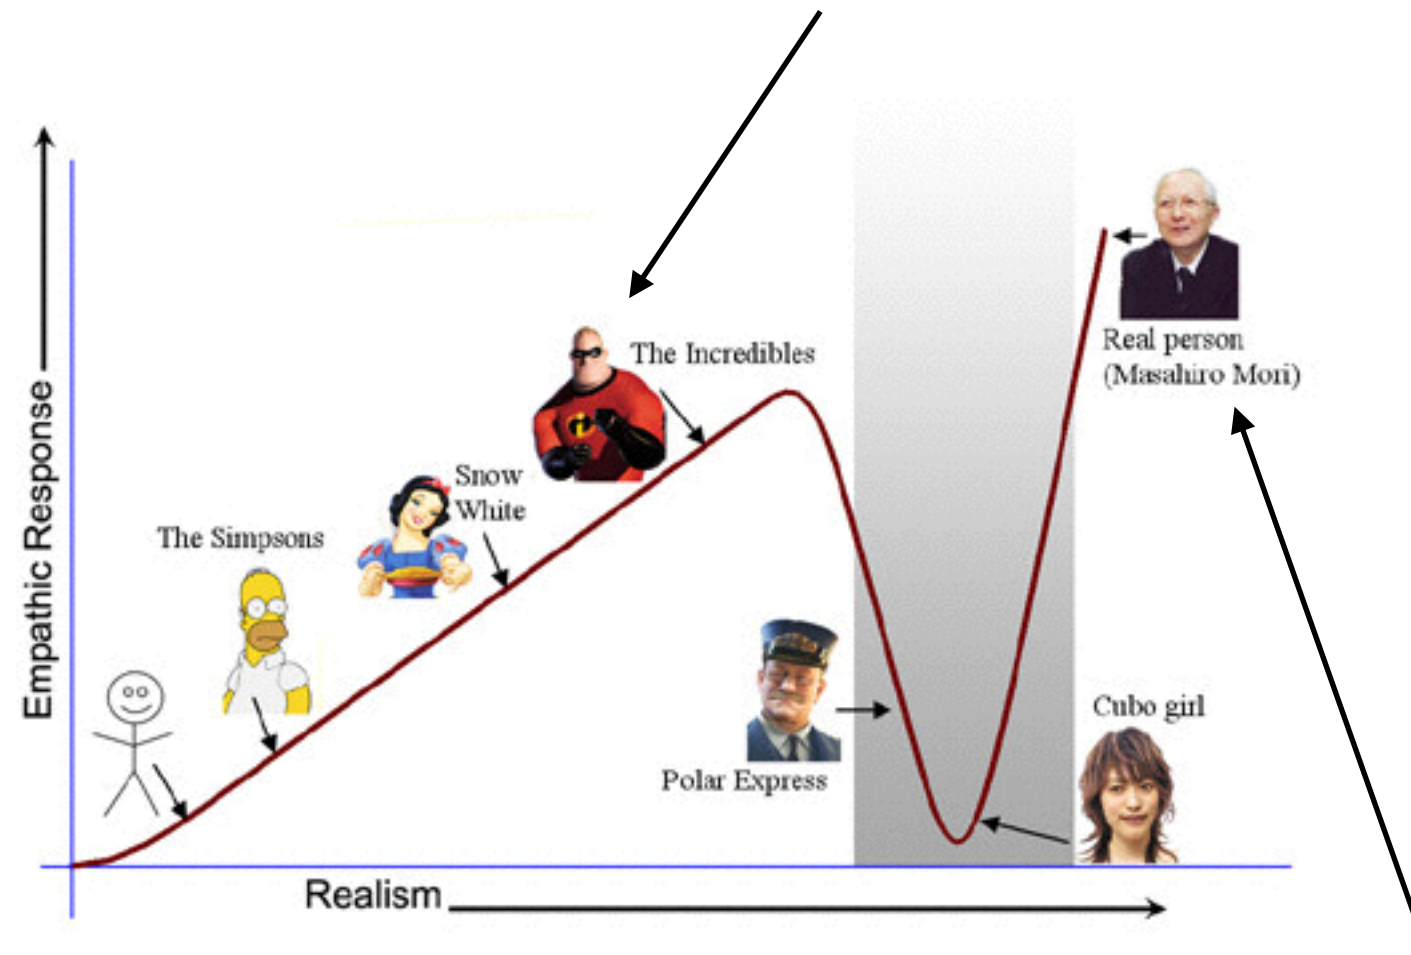 Empathic Response
The Simpsons
Snow
White
The Incredibles
Real person
(Masahiro Mori)
Polar Express
Cubo girl
Realism